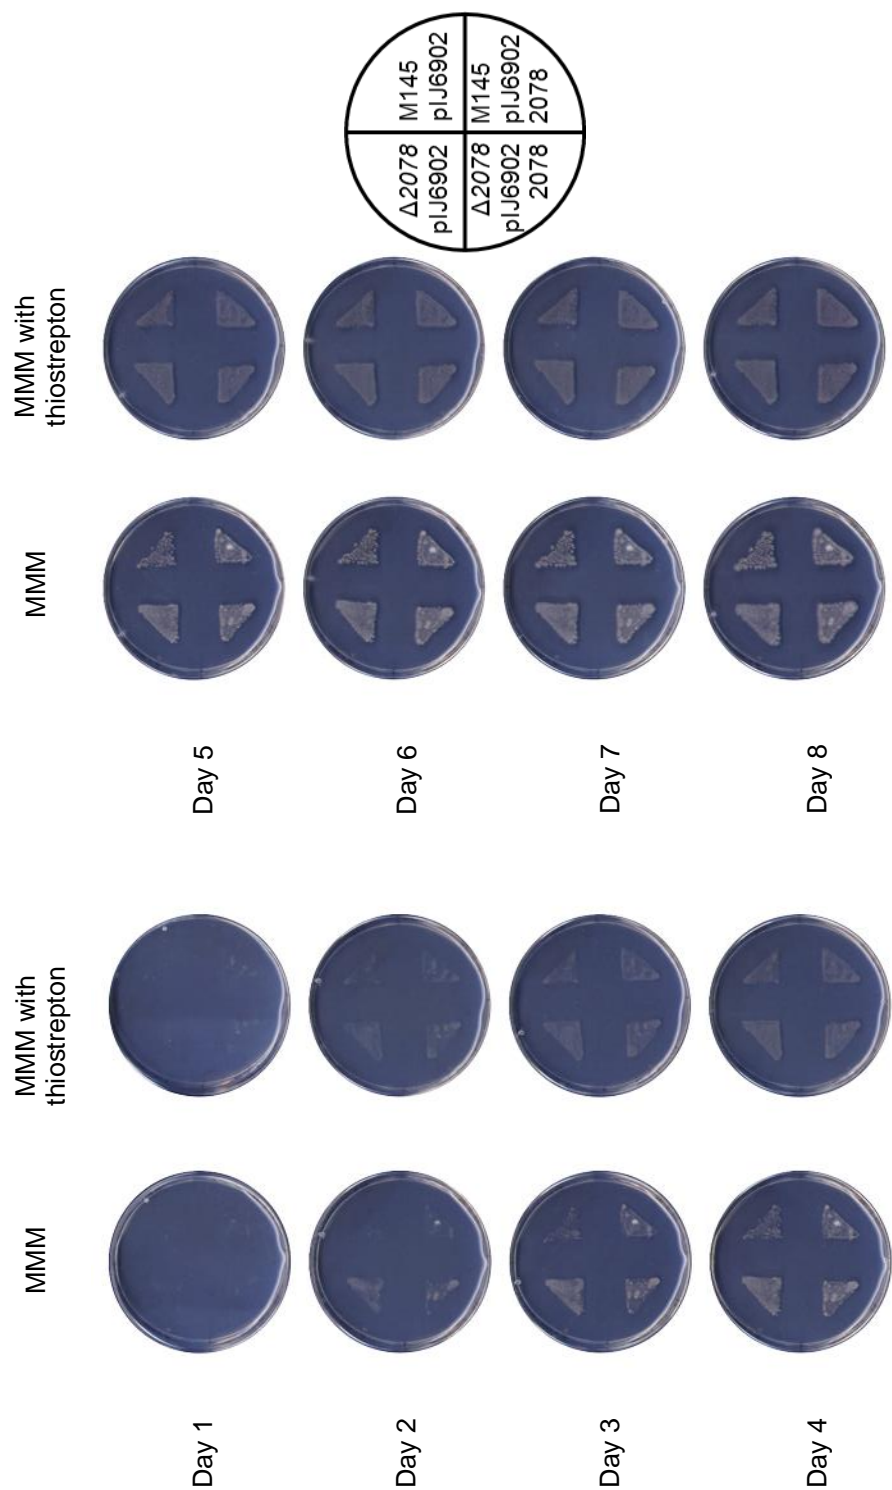 MMM
MMM with
thiostrepton
MMM
MMM with
thiostrepton
Day 1
Day 2
Day 3
Day 4
Day 5
Day 6
Day 7
Day 8
Δ2078
pIJ6902
M145
pIJ6902
Δ2078
pIJ6902
2078
M145
pIJ6902
2078